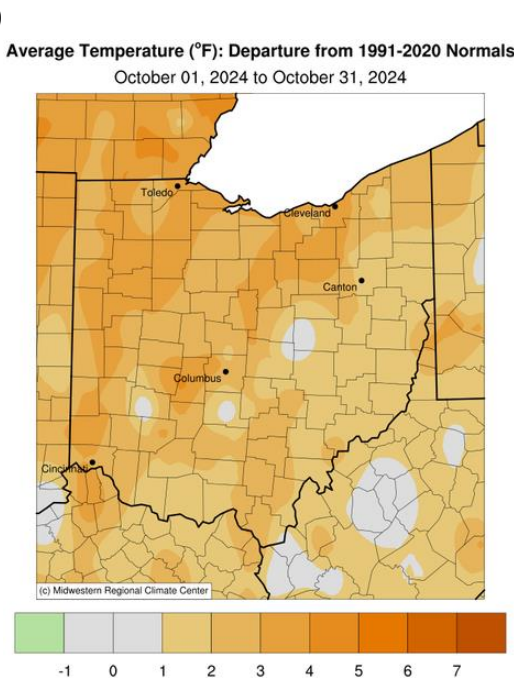 )
Average Temperature (°F): Departure from 1991-2020 Normals
October 01, 2024 to October 31, 2024
Toledo
Cleveland
Canton
Columbus
Cincinnati
(c) Midwestern Regional Climate Center
-1 0 1 2 3 4 5 6 7